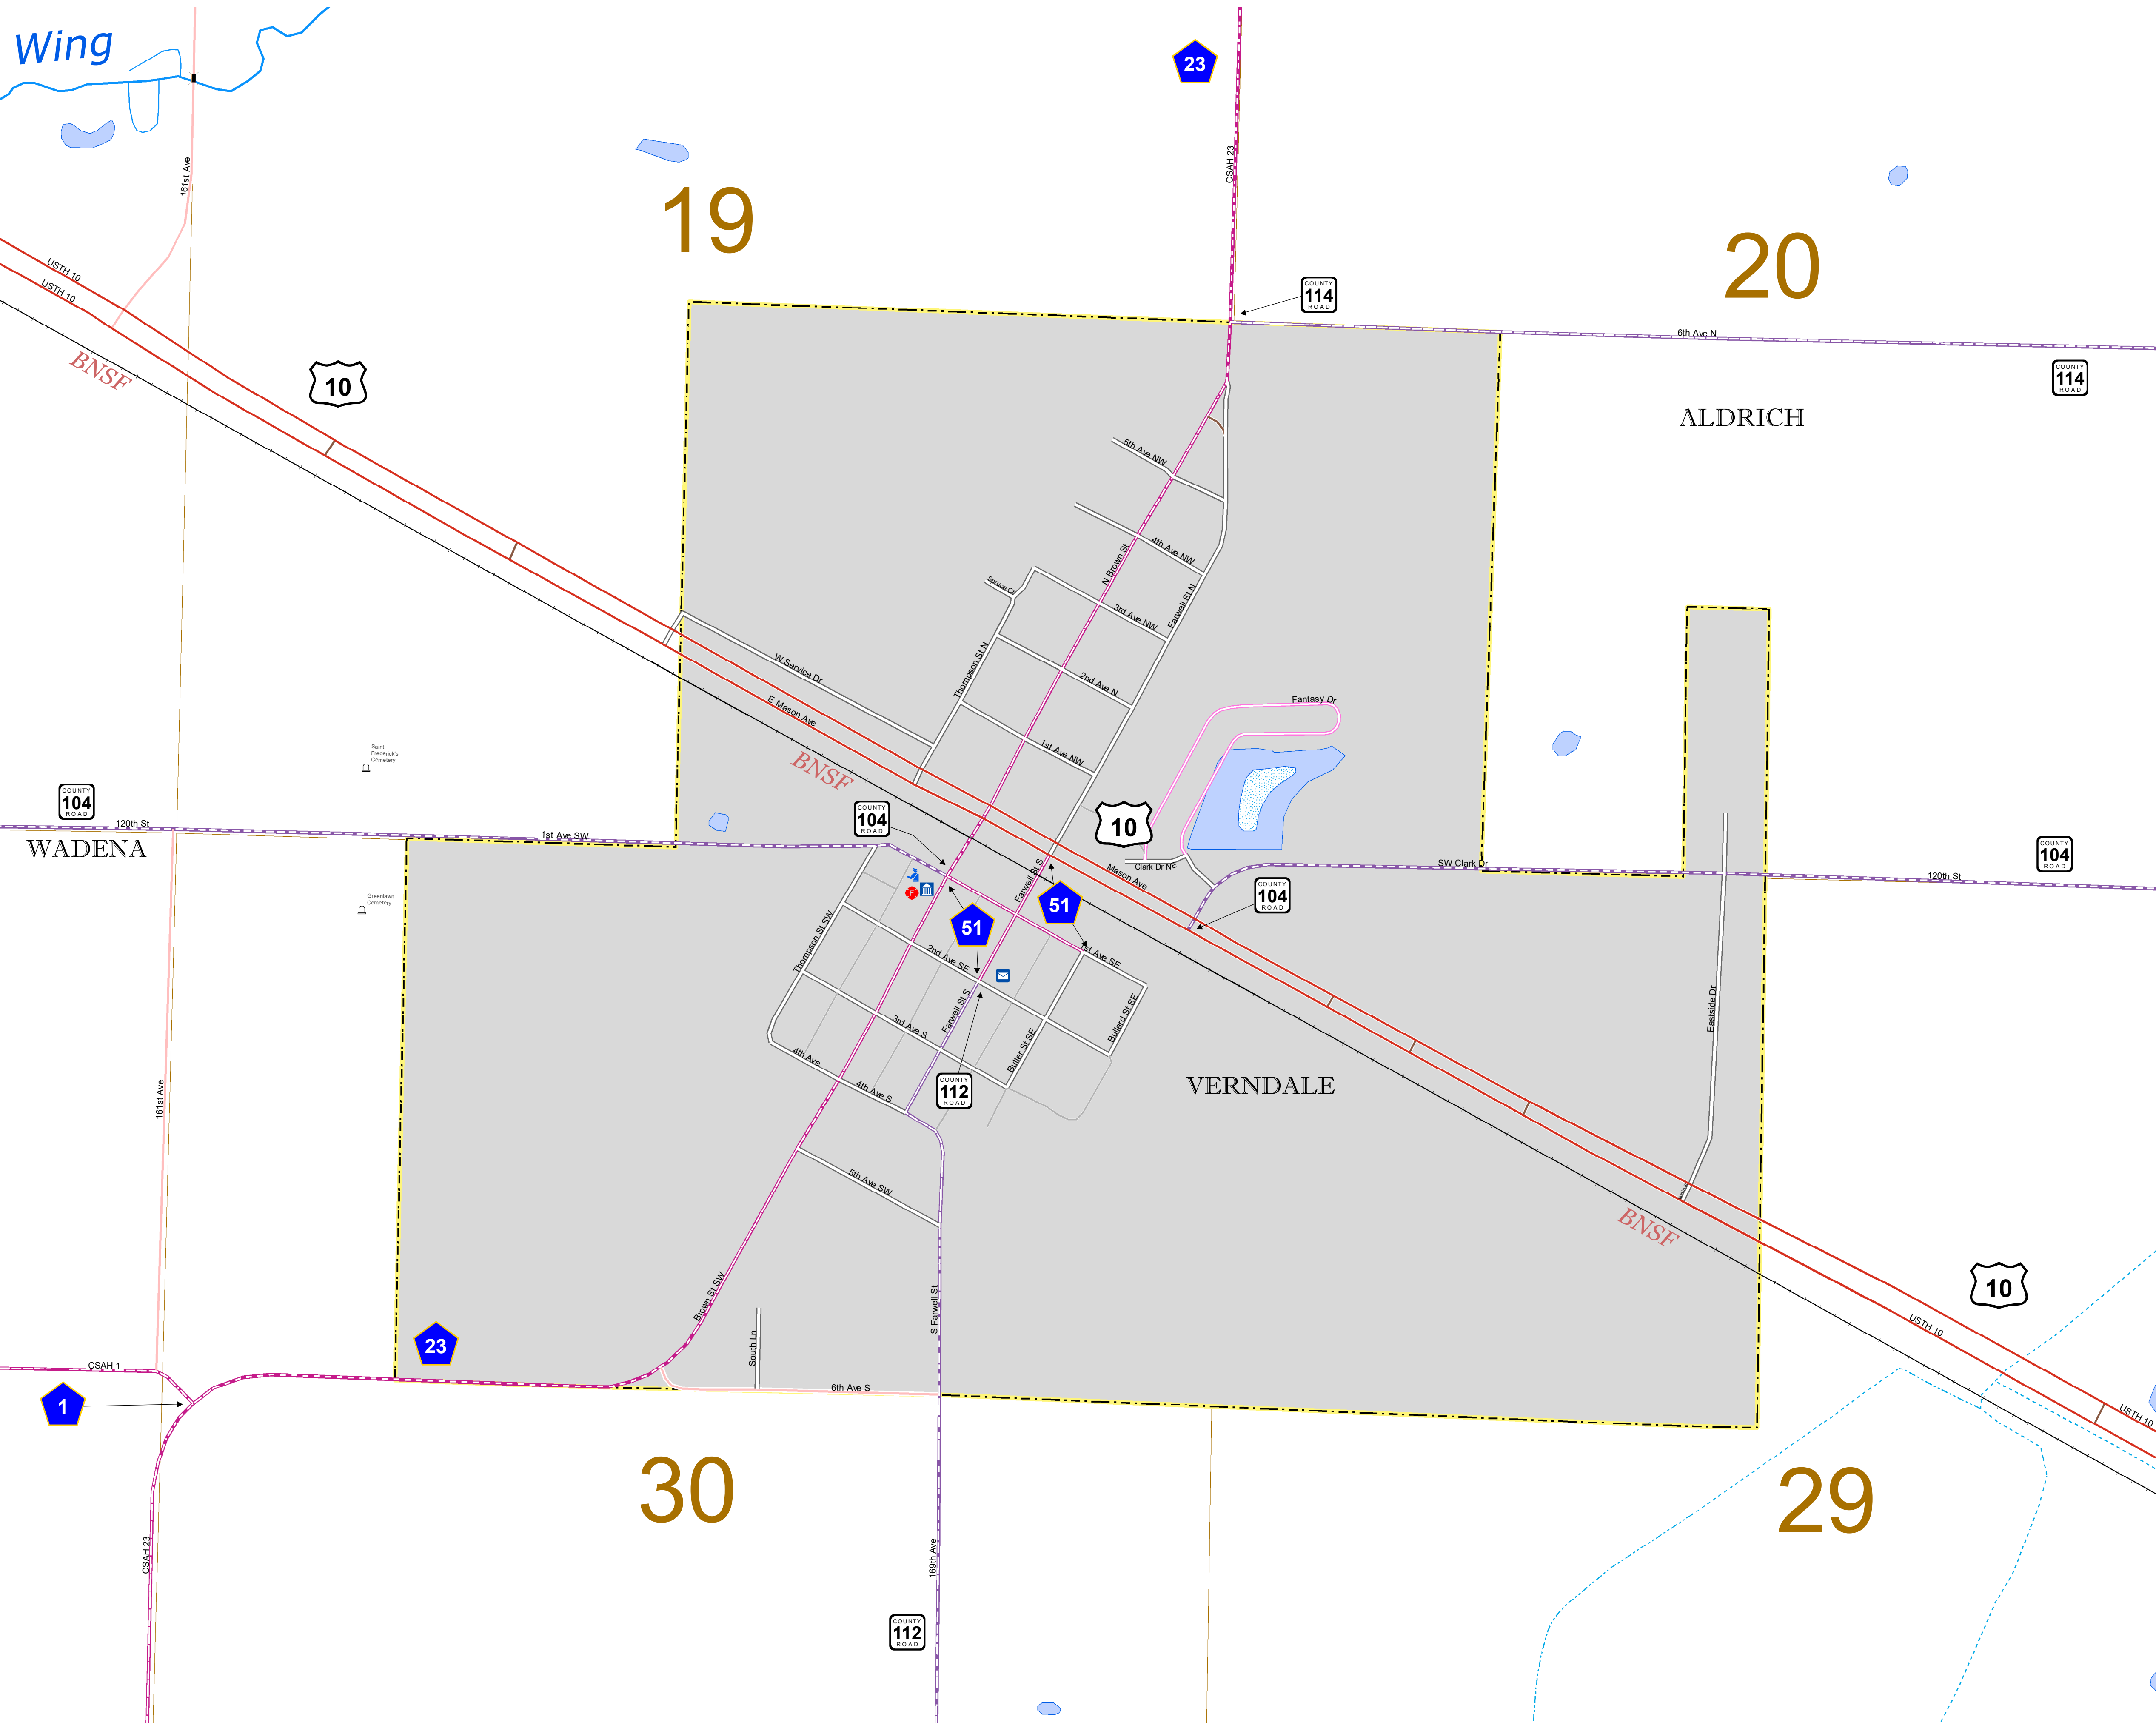 Wing
23
CSAH 23
161st Ave
19
20
USTH 10
USTH 10
COUNTY
114
ROAD
6th Ave N
BNSF
10
COUNTY
114
ROAD
ALDRICH
5th Ave NW
4th Ave NW
N Brown St
Spruce Ct
3rd Ave NW
Farwell St N
Thompson St N
W Service Dr
2nd Ave N
E Mason Ave
Fantasy Dr
1st Ave NW
Saint
Frederick's
Cemetery
BNSF
COUNTY
104
ROAD
COUNTY
104
ROAD
10
120th St
1st Ave SW
WADENA
Clark Dr NE
SW Clark Dr
COUNTY
104
ROAD
120th St
Mason Ave
Farwell St S
Greenlawn
Cemetery
F
51
51
COUNTY
104
ROAD
Thompson St SW
2nd Ave SE
1st Ave SE
Farwell St S
3rd Ave S
Bullard St SE
Butler St SE
Eastside Dr
4th Ave
4th Ave S
COUNTY
112
ROAD
VERNDALE
161st Ave
5th Ave SW
BNSF
10
Brown St SW
S Farwell St
South Ln
USTH 10
23
CSAH 1
1
6th Ave S
USTH 10
30
29
CSAH 23
169th Ave
COUNTY
112
ROAD